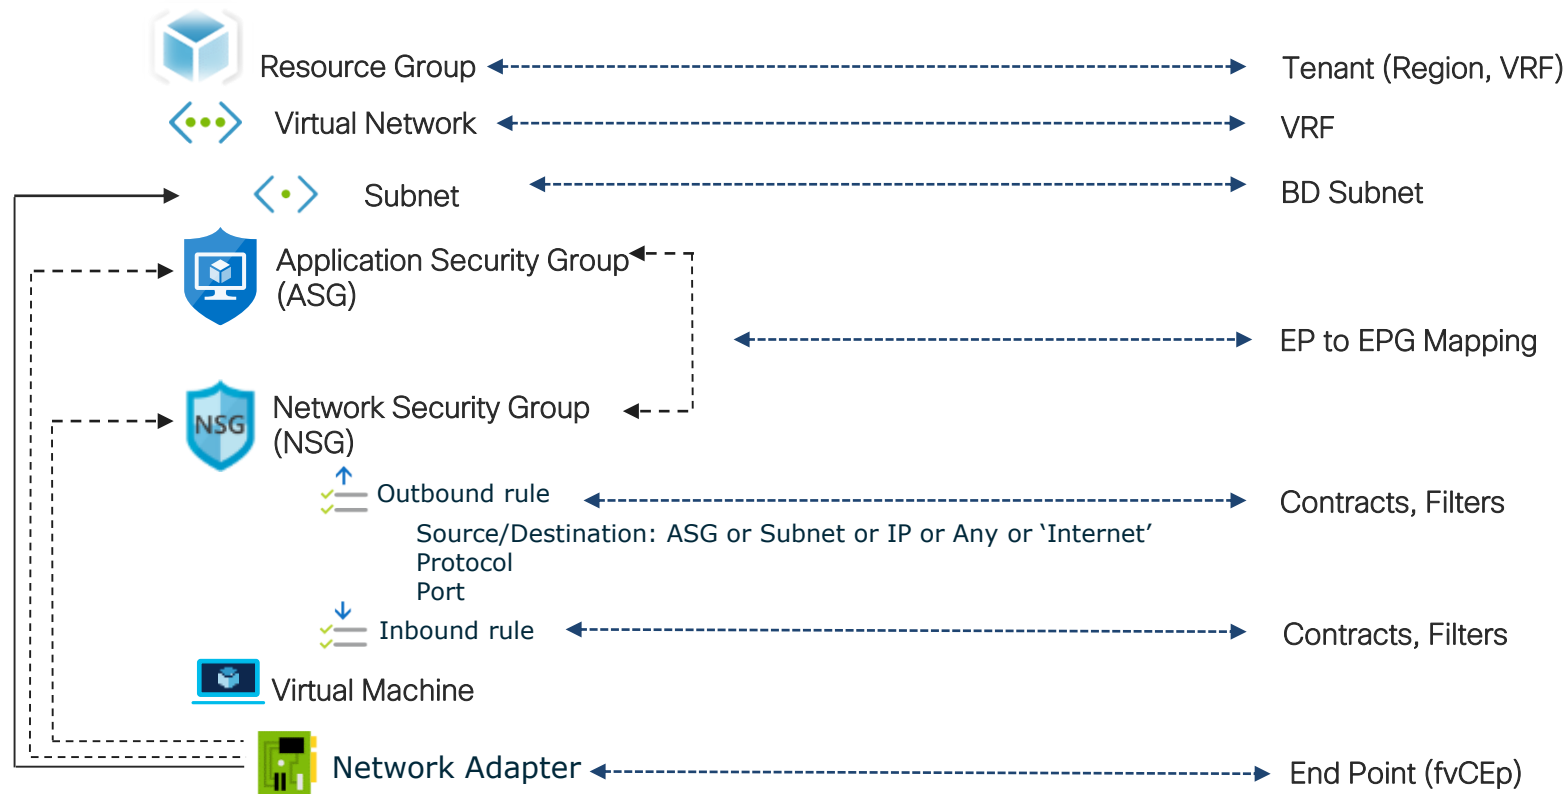 Resource Group
Tenant (Region, VRF)
Virtual Network
VRF
Subnet
BD Subnet
Application Security Group
(ASG)
EP to EPG Mapping
NSG
Network Security Group
(NSG)
Outbound rule
Contracts, Filters
Source/Destination: ASG or Subnet or IP or Any or ‘Internet’
Protocol
Port
Inbound rule
Contracts, Filters
Virtual Machine
Network Adapter
End Point (fvCEp)